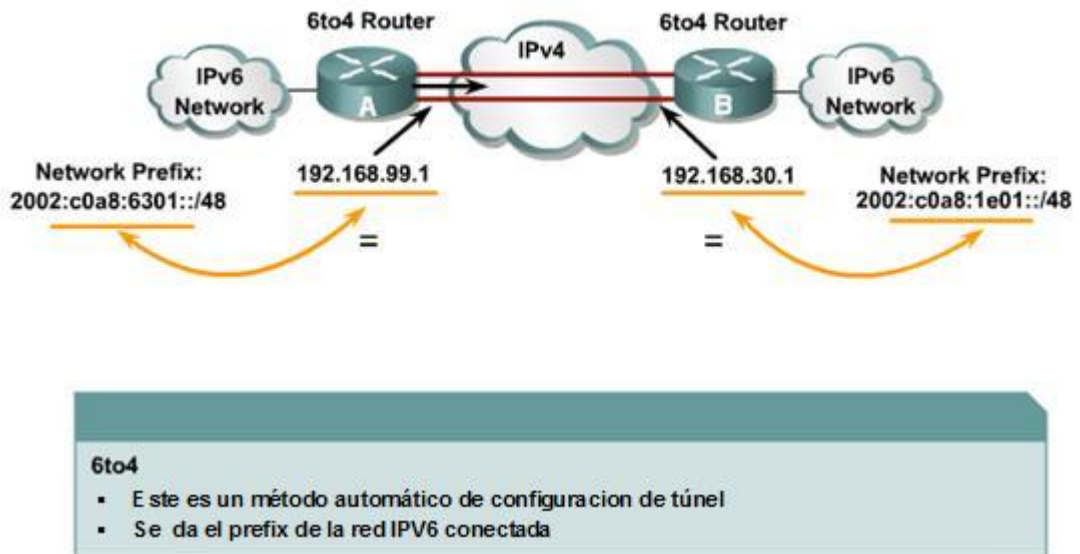 6to4 Router
6to4 Router
IPv4
IPv6
Network
A
B
IPv6
Network
Network Prefix:
2002:c0a8:6301::/48
192.168.99.1
192.168.30.1
Network Prefix:
2002:c0a8:1e01::/48
=
=
6to4
▪ Este es un método automático de configuracion de túnel
▪ Se da el prefix de la red IPV6 conectada